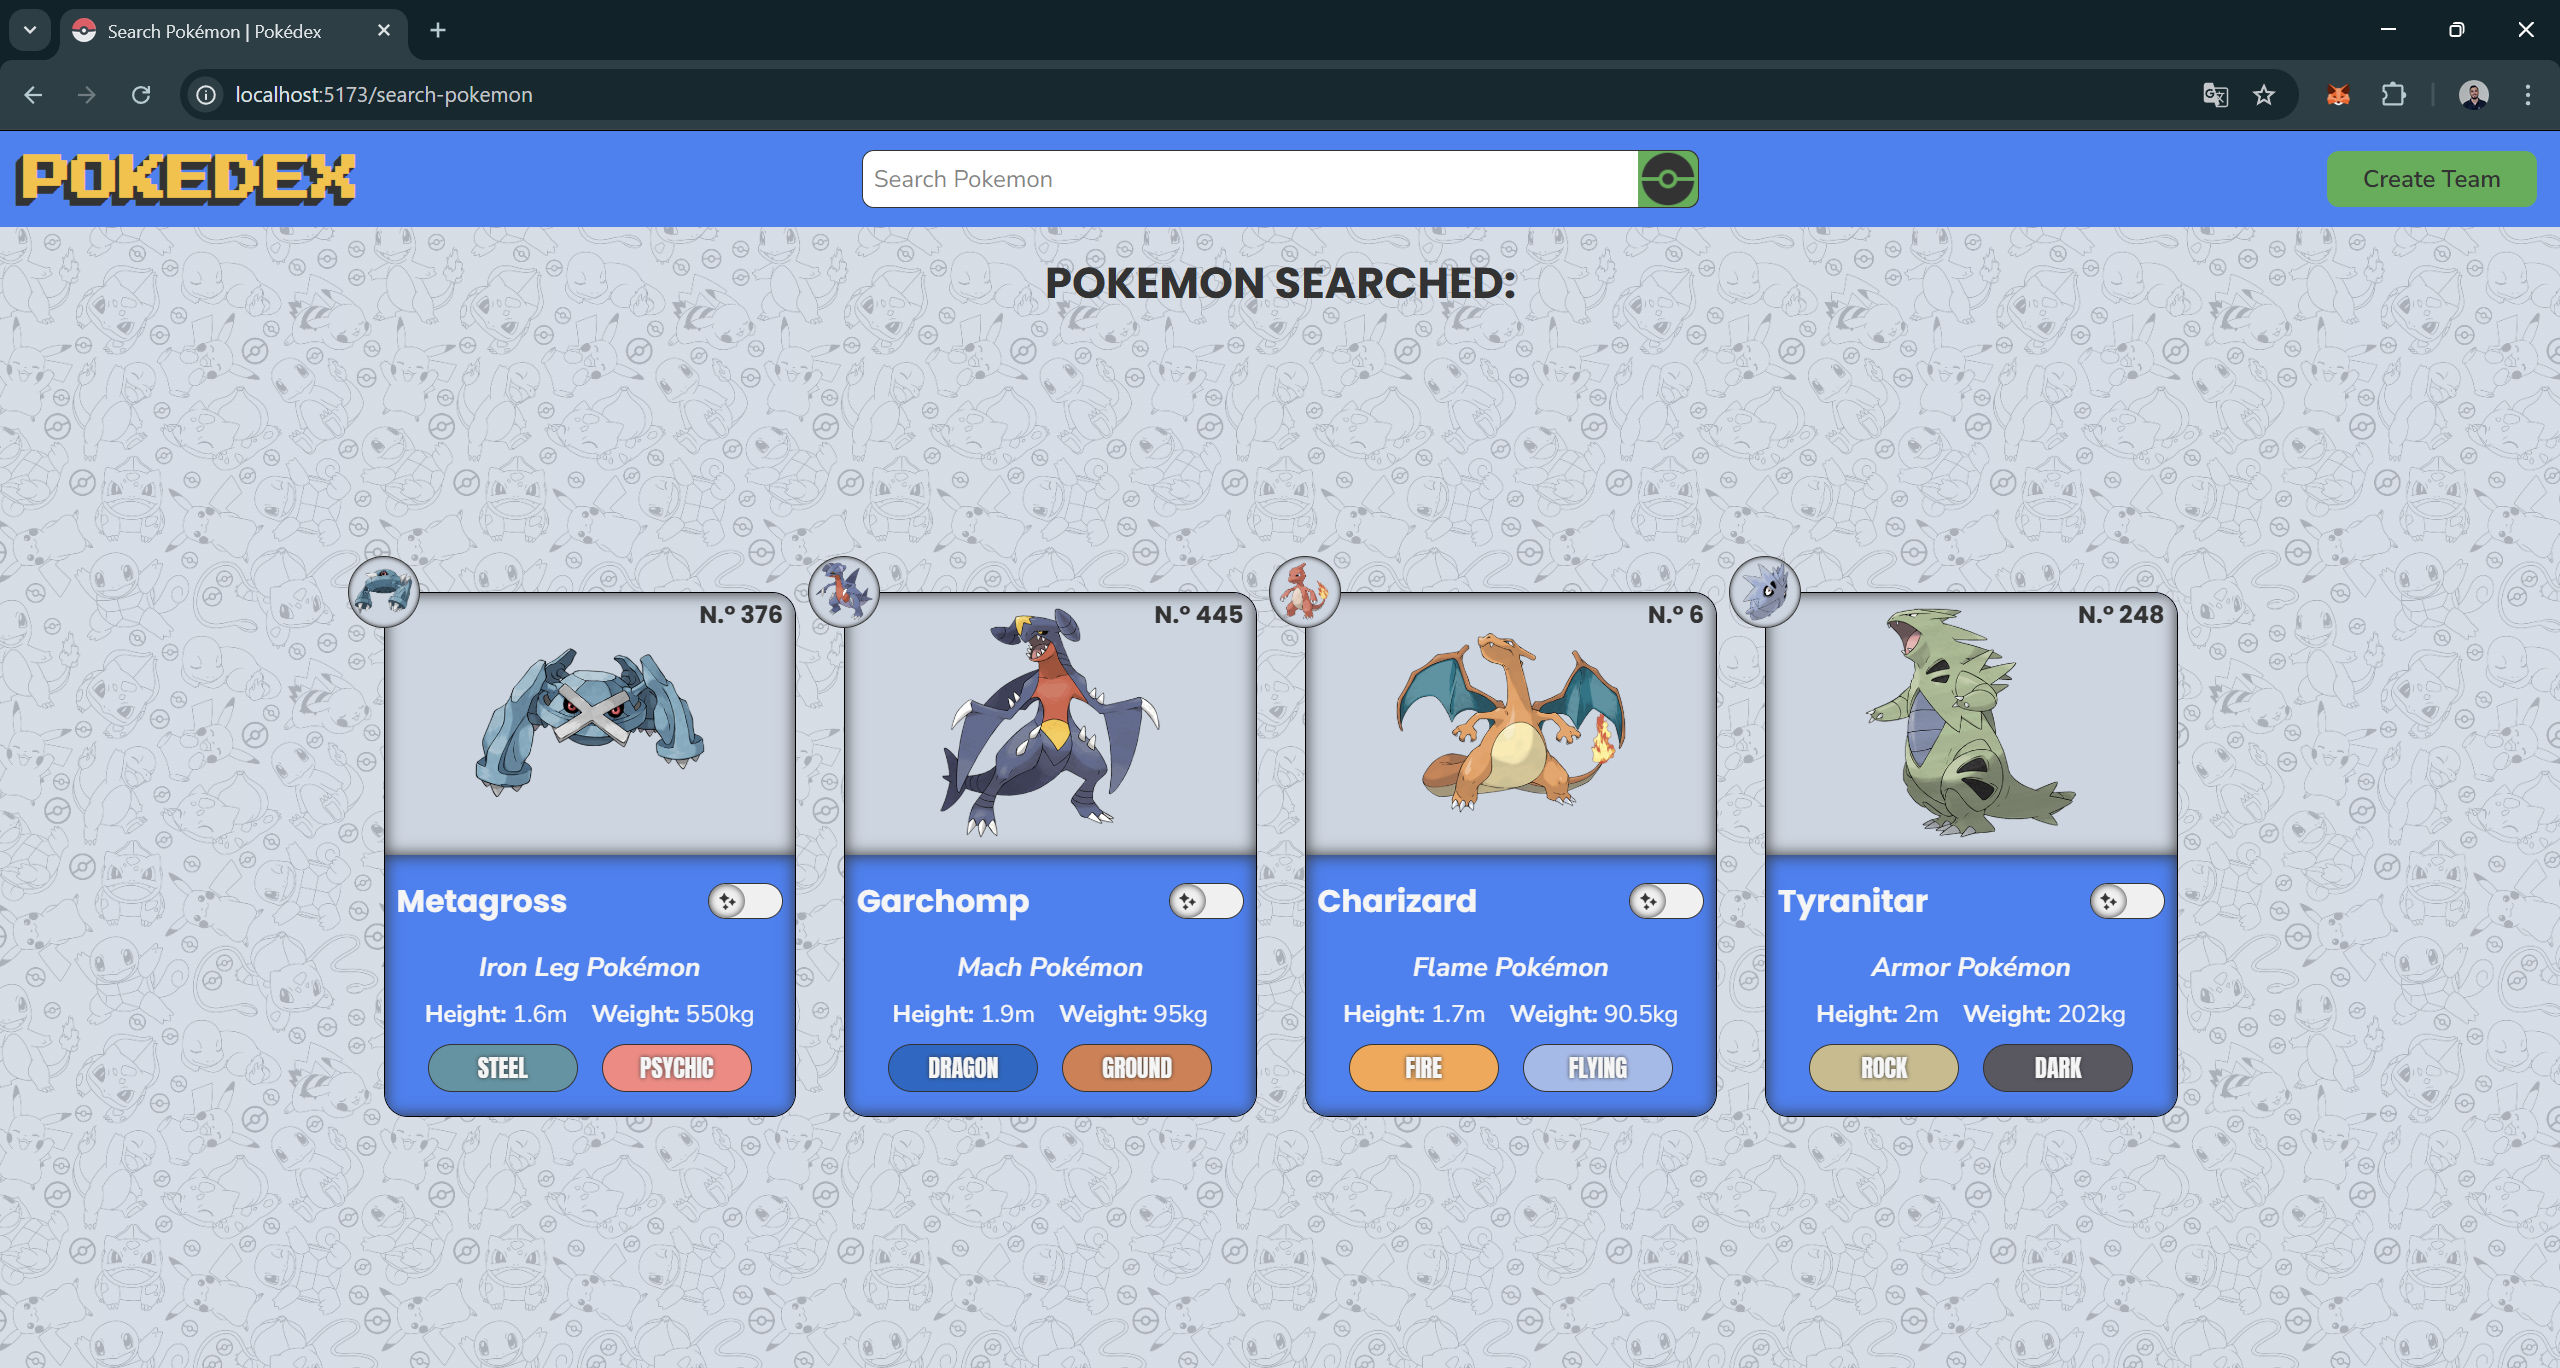 Search Pokémon | Pokédex
localhost:5173/search-pokemon
POKEDEX
Search Pokemon
Create Team
POKEMON SEARCHED:
N.º 376
Metagross
Iron Leg Pokémon
Height: 1.6m Weight: 550kg
STEEL PSYCHIC
N.º 445
Garchomp
Mach Pokémon
Height: 1.9m Weight: 95kg
DRAGON GROUND
N.º 6
Charizard
Flame Pokémon
Height: 1.7m Weight: 90.5kg
FIRE FLYING
N.º 248
Tyranitar
Armor Pokémon
Height: 2m Weight: 202kg
ROCK DARK